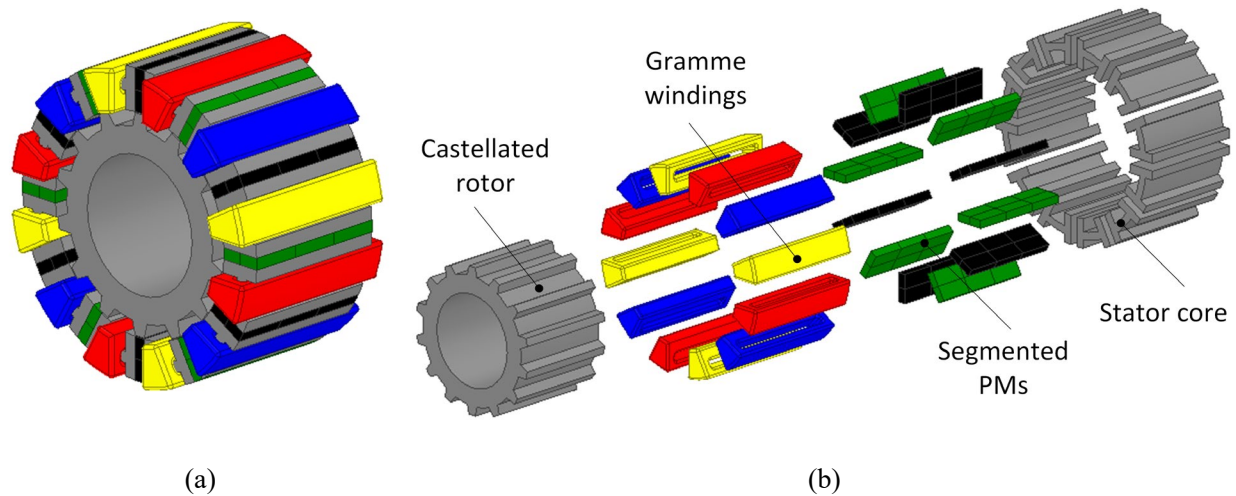 Gramme
windings
Castellated
rotor
Stator core
Segmented
PMs
(a)
(b)